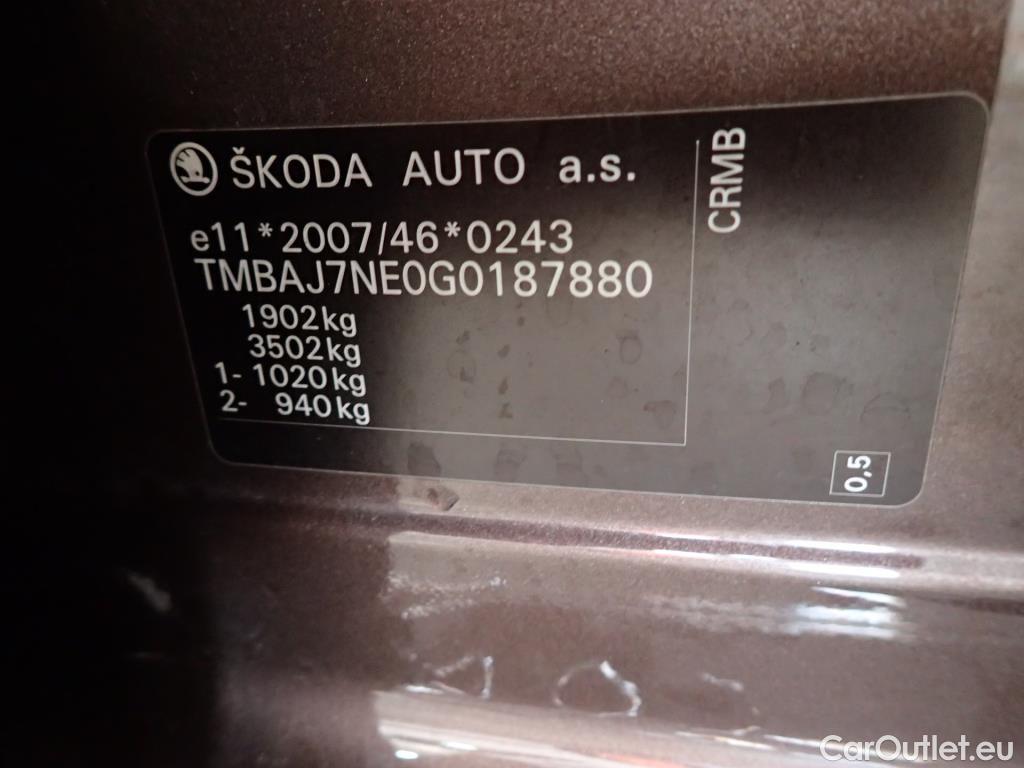 ŠKODA AUTO a.s.
e11*2007/46*0243
TMBAJ7NE0G0187880
1902kg
3502kg
1- 1020kg
2- 940kg
CRMB
0,5
CarOutlet.eu